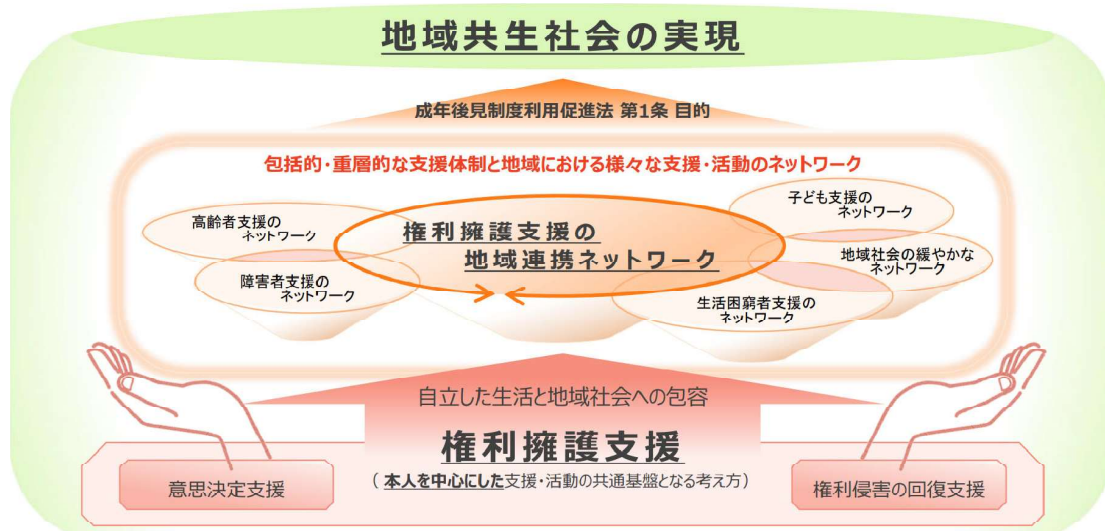 地域共生社会の実現
成年後見制度利用促進法 第1条 目的
包括的・重層的な支援体制と地域における様々な支援・活動のネットワーク
高齢者支援の
ネットワーク
障害者支援の
ネットワーク
権利擁護支援の
地域連携ネットワーク
子ども支援の
ネットワーク
地域社会の緩やかな
ネットワーク
生活困窮者支援の
ネットワーク
自立した生活と地域社会への包容
権利擁護支援
（本人を中心にした支援・活動の共通基盤となる考え方）
意思決定支援
権利侵害の回復支援